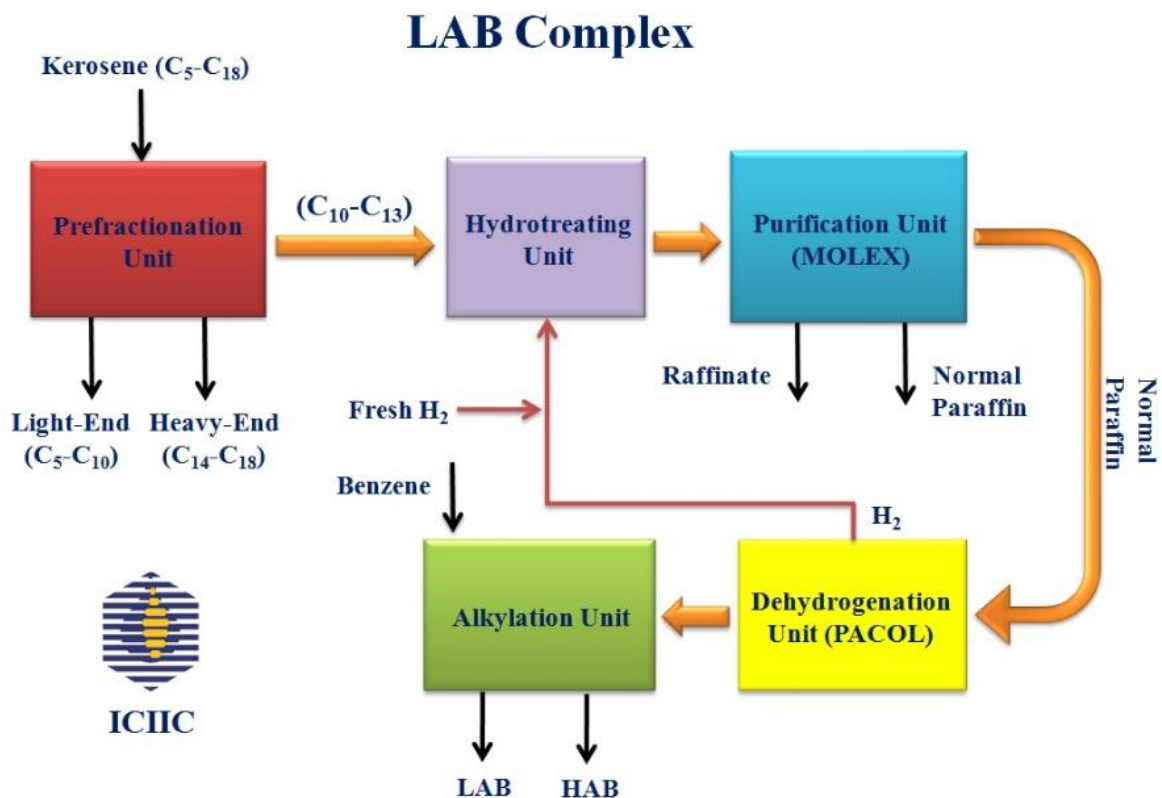 LAB Complex
Kerosene (C₅-C₁₈)
Prefractionation
Unit
(C₁₀-C₁₃)
Hydrotreating
Unit
Purification Unit
(MOLEX)
Light-End
(C₅-C₁₀)
Heavy-End
(C₁₄-C₁₈)
Raffinate
Normal
Paraffin
Normal
Paraffin
Fresh H₂
Benzene
H₂
Alkylation Unit
Dehydrogenation
Unit (PACOL)
ICIIC
LAB
HAB